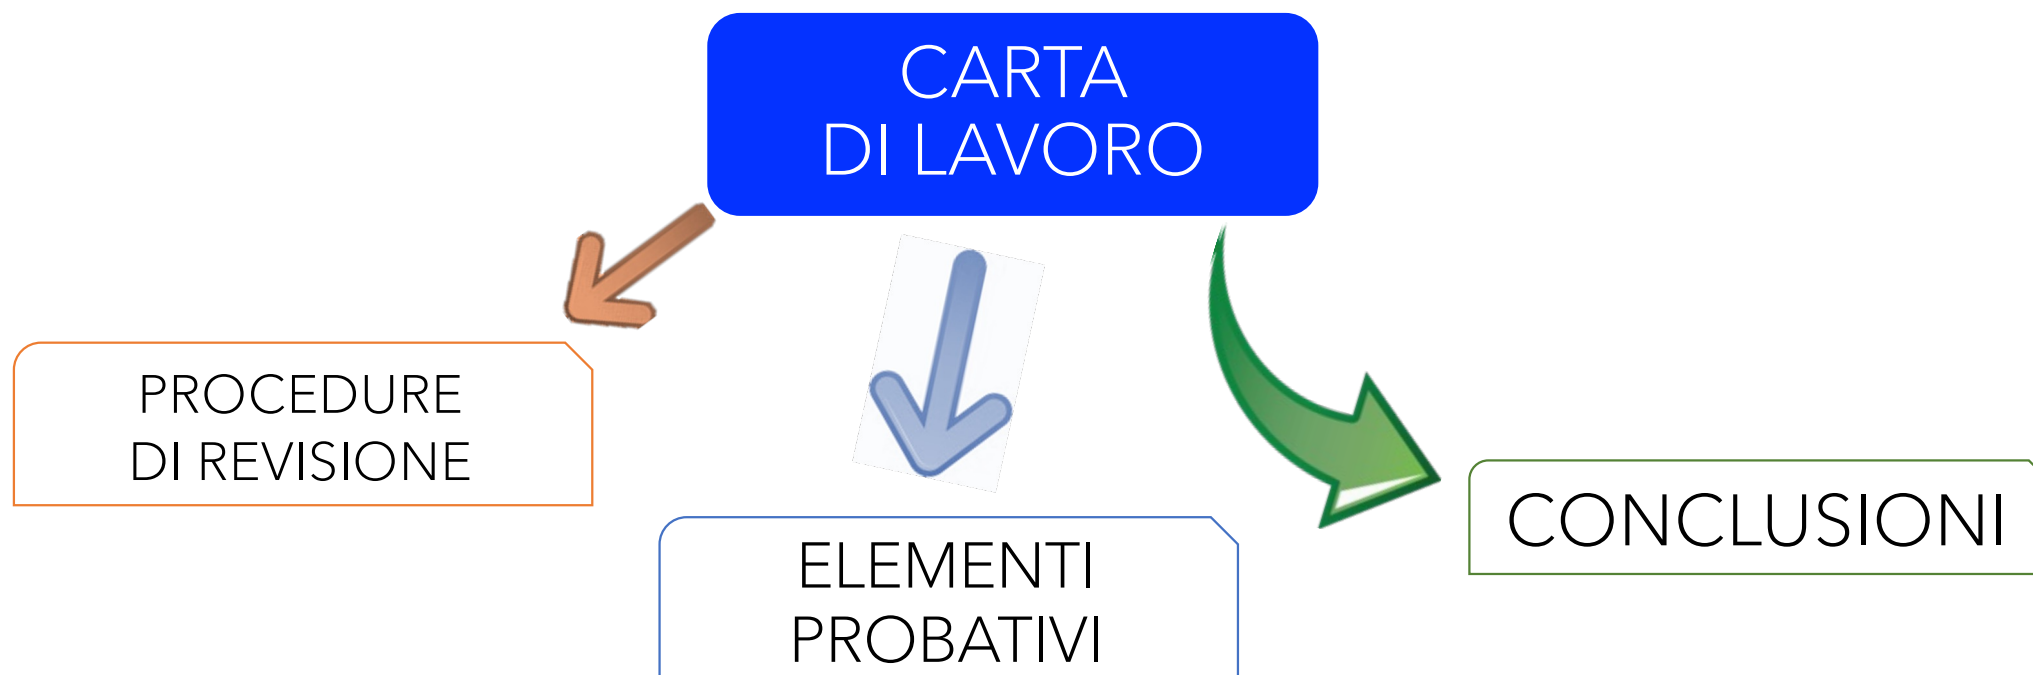 CARTA
DI LAVORO
PROCEDURE
DI REVISIONE
ELEMENTI
PROBATIVI
CONCLUSIONI